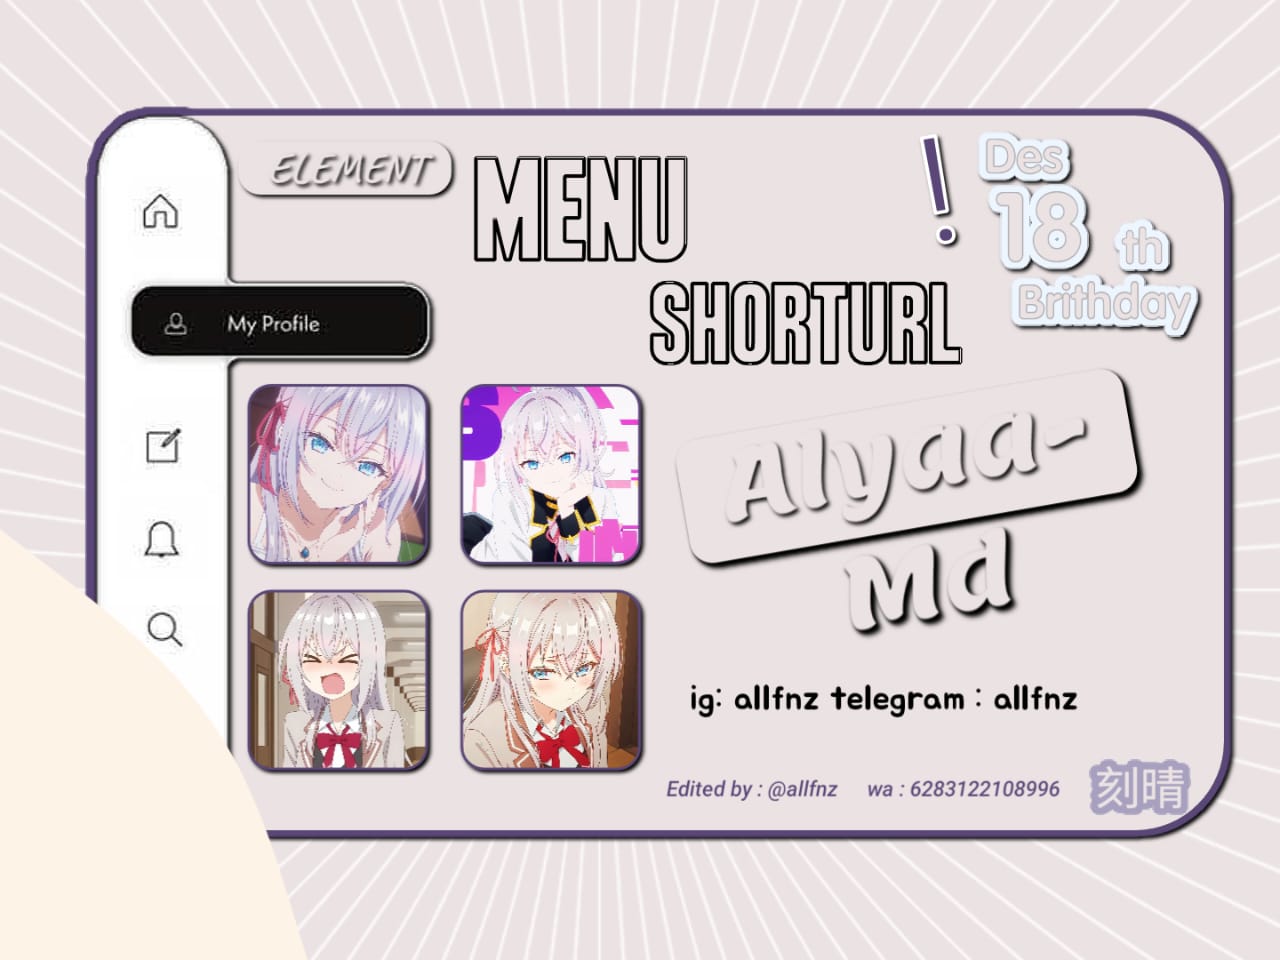 ELEMENT
MENU
SHORTURL
!
Des
18 th
Brithday
My Profile
Alyaa-
Md
ig: allfnz telegram : allfnz
Edited by : @allfnz wa : 6283122108996
刻晴